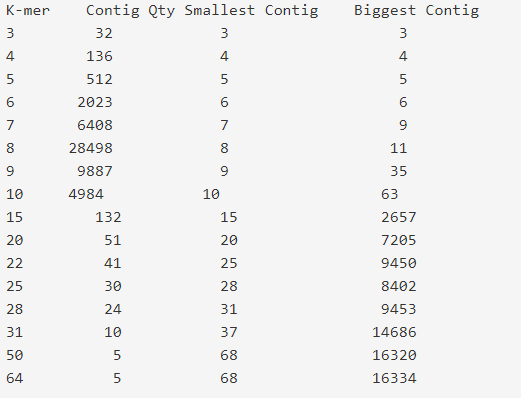 K-mer Contig Qty Smallest Contig Biggest Contig
3 32 3 3
4 136 4 4
5 512 5 5
6 2023 6 6
7 6408 7 9
8 28498 8 11
9 9887 9 35
10 4984 10 63
15 132 15 2657
20 51 20 7205
22 41 25 9450
25 30 28 8402
28 24 31 9453
31 10 37 14686
50 5 68 16320
64 5 68 16334